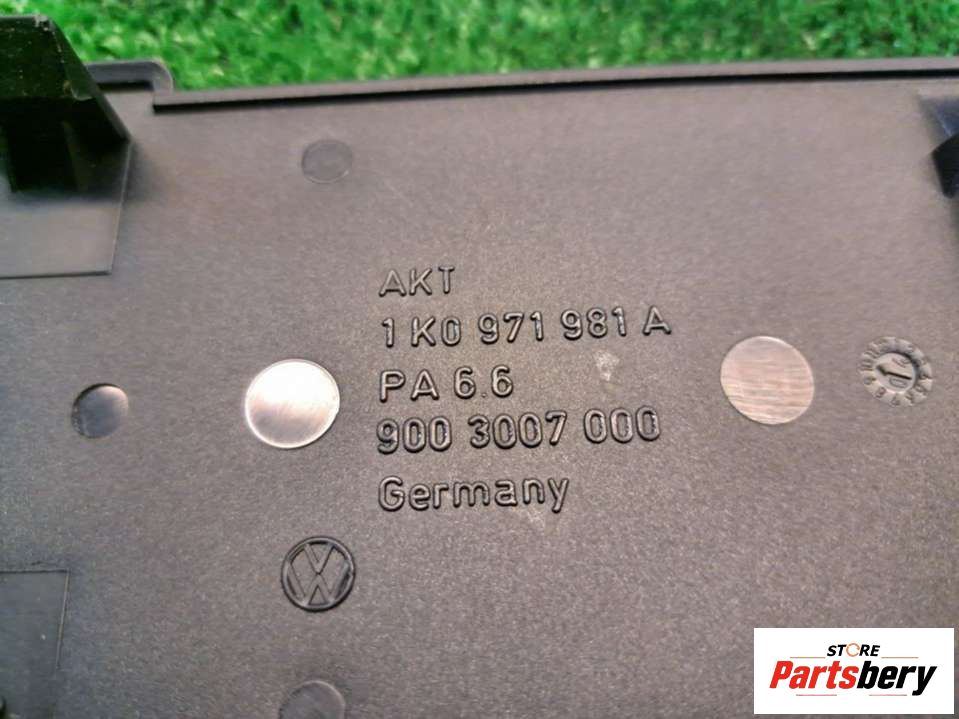 AKT
1K0 971 981 A
PA 6.6
900 3007 000
Germany
STORE
Partsbery